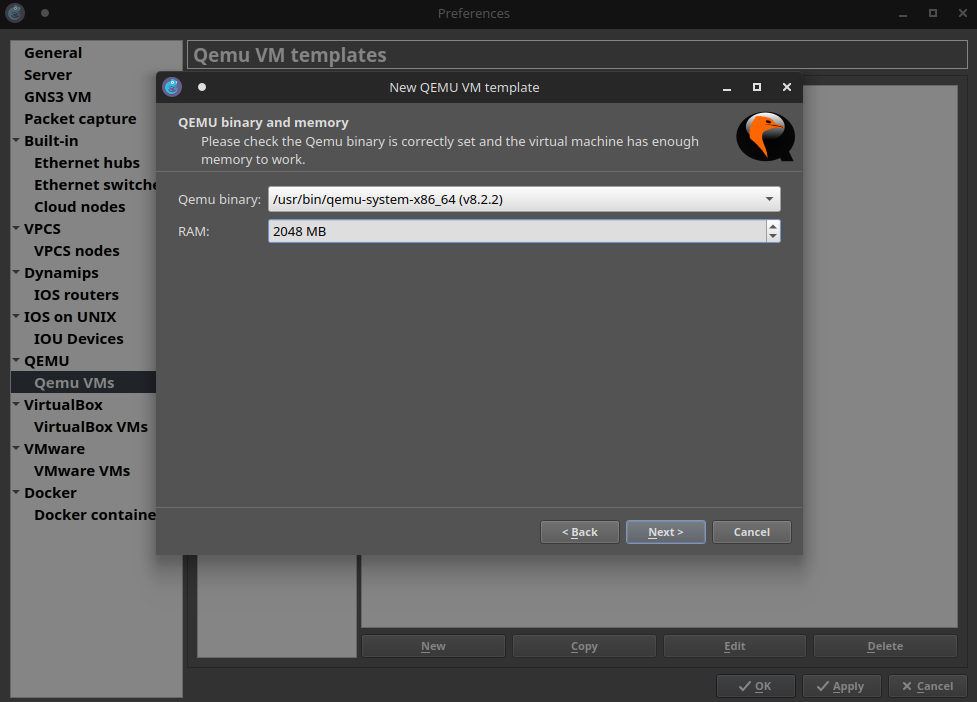 Preferences
General
Server
GNS3 VM
Packet capture
Built-in
Ethernet hubs
Ethernet switche
Cloud nodes
VPCS
VPCS nodes
Dynamips
IOS routers
IOS on UNIX
IOU Devices
QEMU
Qemu VMs
VirtualBox
VirtualBox VMs
VMware
VMware VMs
Docker
Docker containe
Qemu VM templates
New QEMU VM template
QEMU binary and memory
Please check the Qemu binary is correctly set and the virtual machine has enough
memory to work.
Qemu binary: /usr/bin/qemu-system-x86_64 (v8.2.2)
RAM: 2048 MB
< Back Next > Cancel
New Copy Edit Delete
OK Apply Cancel